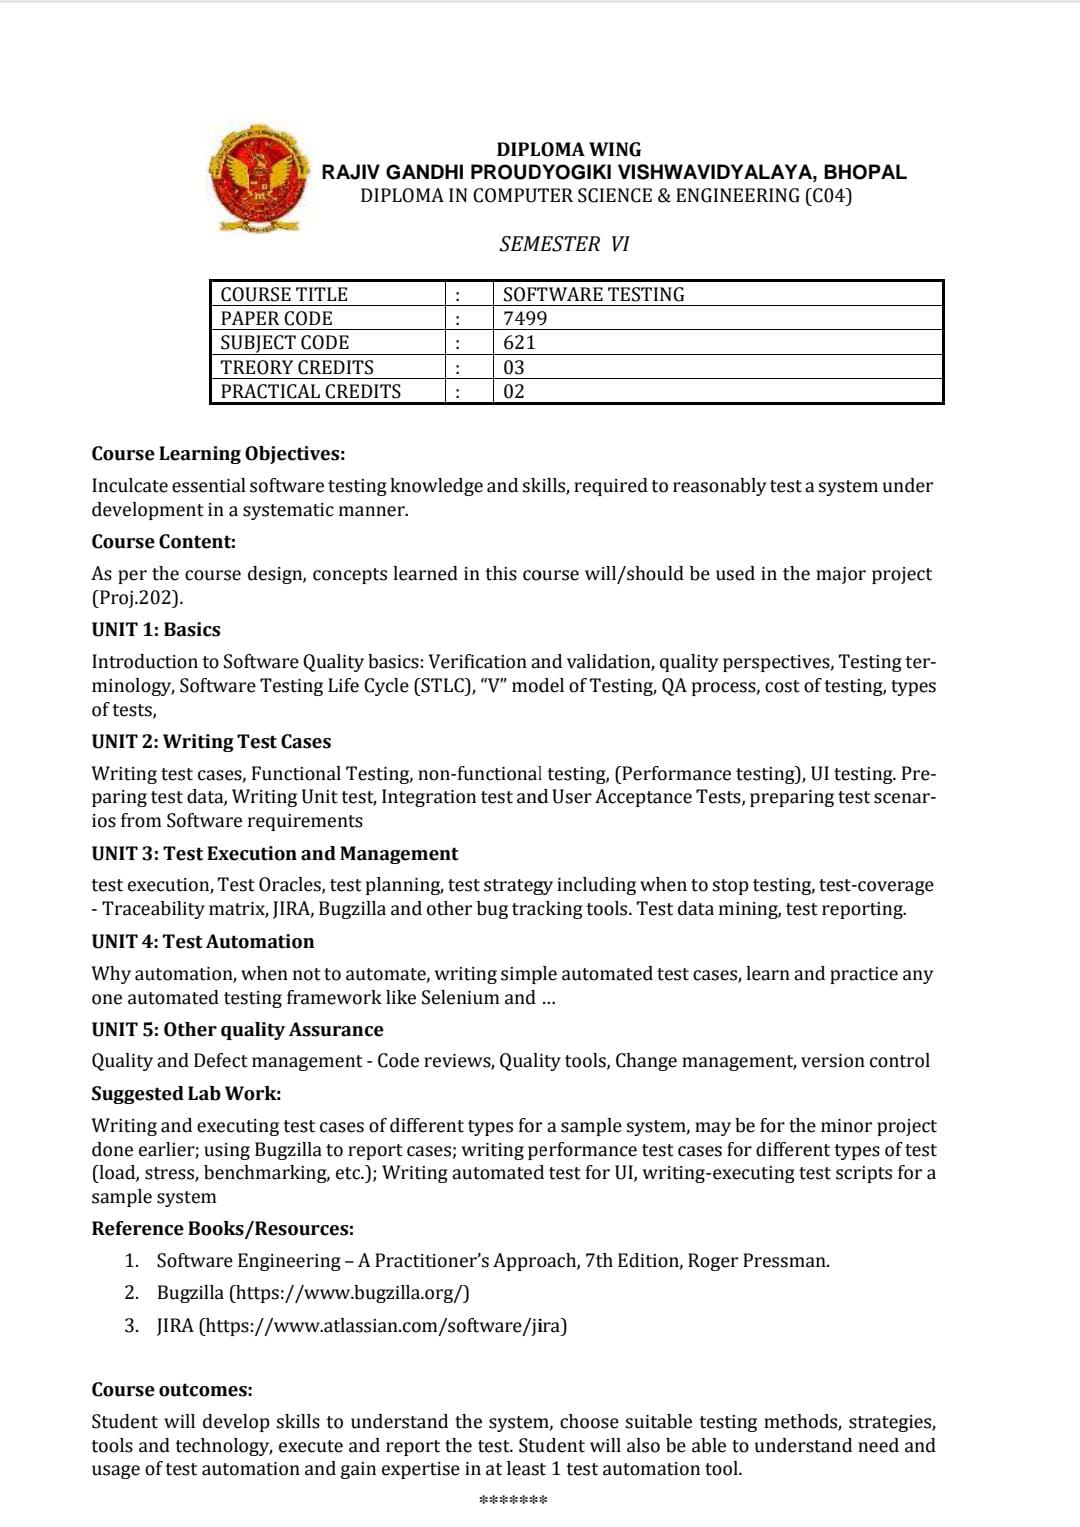 DIPLOMA WING
RAJIV GANDHI PROUDYOGIKI VISHWAVIDYALAYA, BHOPAL
DIPLOMA IN COMPUTER SCIENCE & ENGINEERING (C04)
SEMESTER VI
COURSE TITLE : SOFTWARE TESTING
PAPER CODE : 7499
SUBJECT CODE : 621
TREORY CREDITS : 03
PRACTICAL CREDITS : 02
Course Learning Objectives:
Inculcate essential software testing knowledge and skills, required to reasonably test a system under
development in a systematic manner.
Course Content:
As per the course design, concepts learned in this course will/should be used in the major project
(Proj.202).
UNIT 1: Basics
Introduction to Software Quality basics: Verification and validation, quality perspectives, Testing ter-
minology, Software Testing Life Cycle (STLC), “V” model of Testing, QA process, cost of testing, types
of tests,
UNIT 2: Writing Test Cases
Writing test cases, Functional Testing, non-functional testing, (Performance testing), UI testing. Pre-
paring test data, Writing Unit test, Integration test and User Acceptance Tests, preparing test scenar-
ios from Software requirements
UNIT 3: Test Execution and Management
test execution, Test Oracles, test planning, test strategy including when to stop testing, test-coverage
- Traceability matrix, JIRA, Bugzilla and other bug tracking tools. Test data mining, test reporting.
UNIT 4: Test Automation
Why automation, when not to automate, writing simple automated test cases, learn and practice any
one automated testing framework like Selenium and ...
UNIT 5: Other quality Assurance
Quality and Defect management - Code reviews, Quality tools, Change management, version control
Suggested Lab Work:
Writing and executing test cases of different types for a sample system, may be for the minor project
done earlier; using Bugzilla to report cases; writing performance test cases for different types of test
(load, stress, benchmarking, etc.); Writing automated test for UI, writing-executing test scripts for a
sample system
Reference Books/Resources:
1. Software Engineering – A Practitioner’s Approach, 7th Edition, Roger Pressman.
2. Bugzilla (https://www.bugzilla.org/)
3. JIRA (https://www.atlassian.com/software/jira)
Course outcomes:
Student will develop skills to understand the system, choose suitable testing methods, strategies,
tools and technology, execute and report the test. Student will also be able to understand need and
usage of test automation and gain expertise in at least 1 test automation tool.
*******